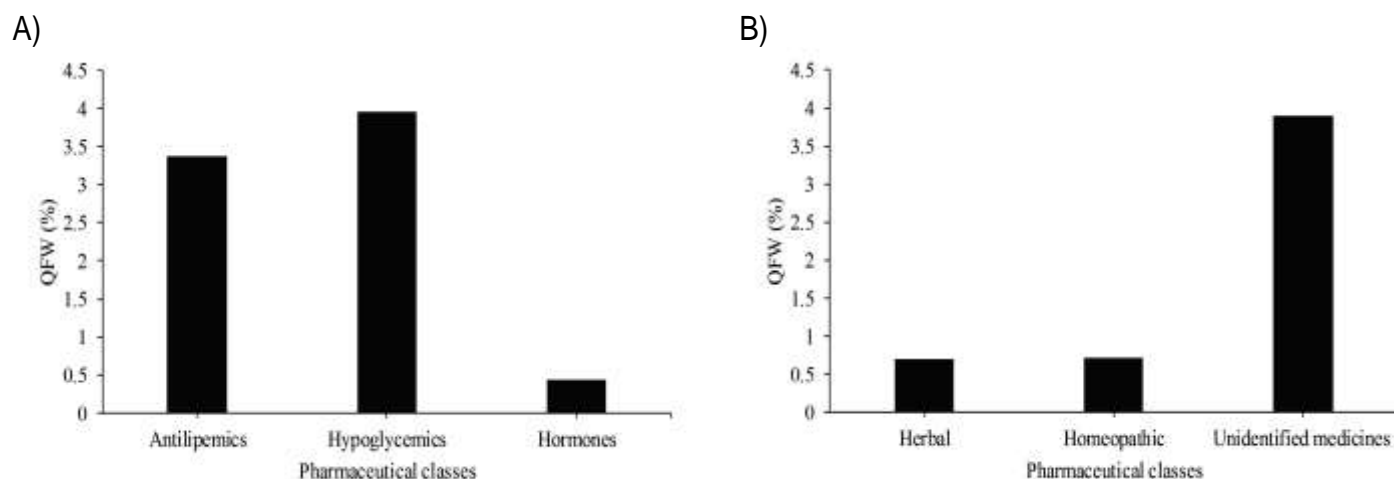 A)
4.5
4
3.5
3
2.5
2
1.5
1
0.5
0
QFW (%)
Antilipemics Hypoglycemics Hormones
Pharmaceutical classes
B)
4.5
4
3.5
3
2.5
2
1.5
1
0.5
0
QFW (%)
Herbal Homeopathic Unidentified medicines
Pharmaceutical classes